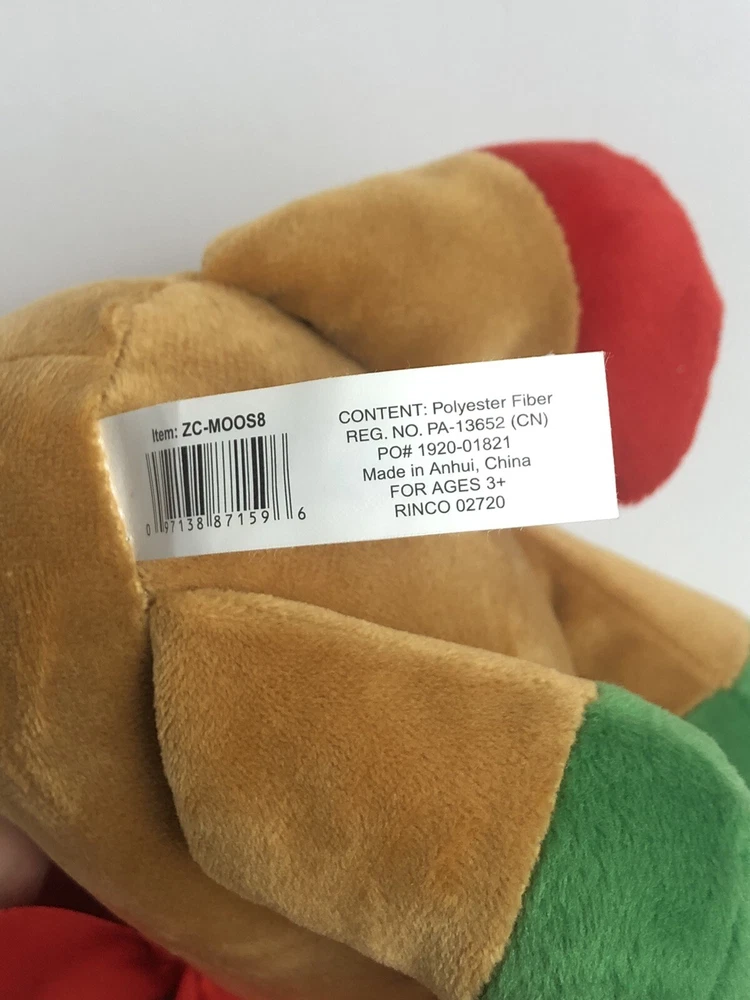 Item: ZC-MOOS8
0 97138 87159 6
CONTENT: Polyester Fiber
REG. NO. PA-13652 (CN)
PO# 1920-01821
Made in Anhui, China
FOR AGES 3+
RINCO 02720